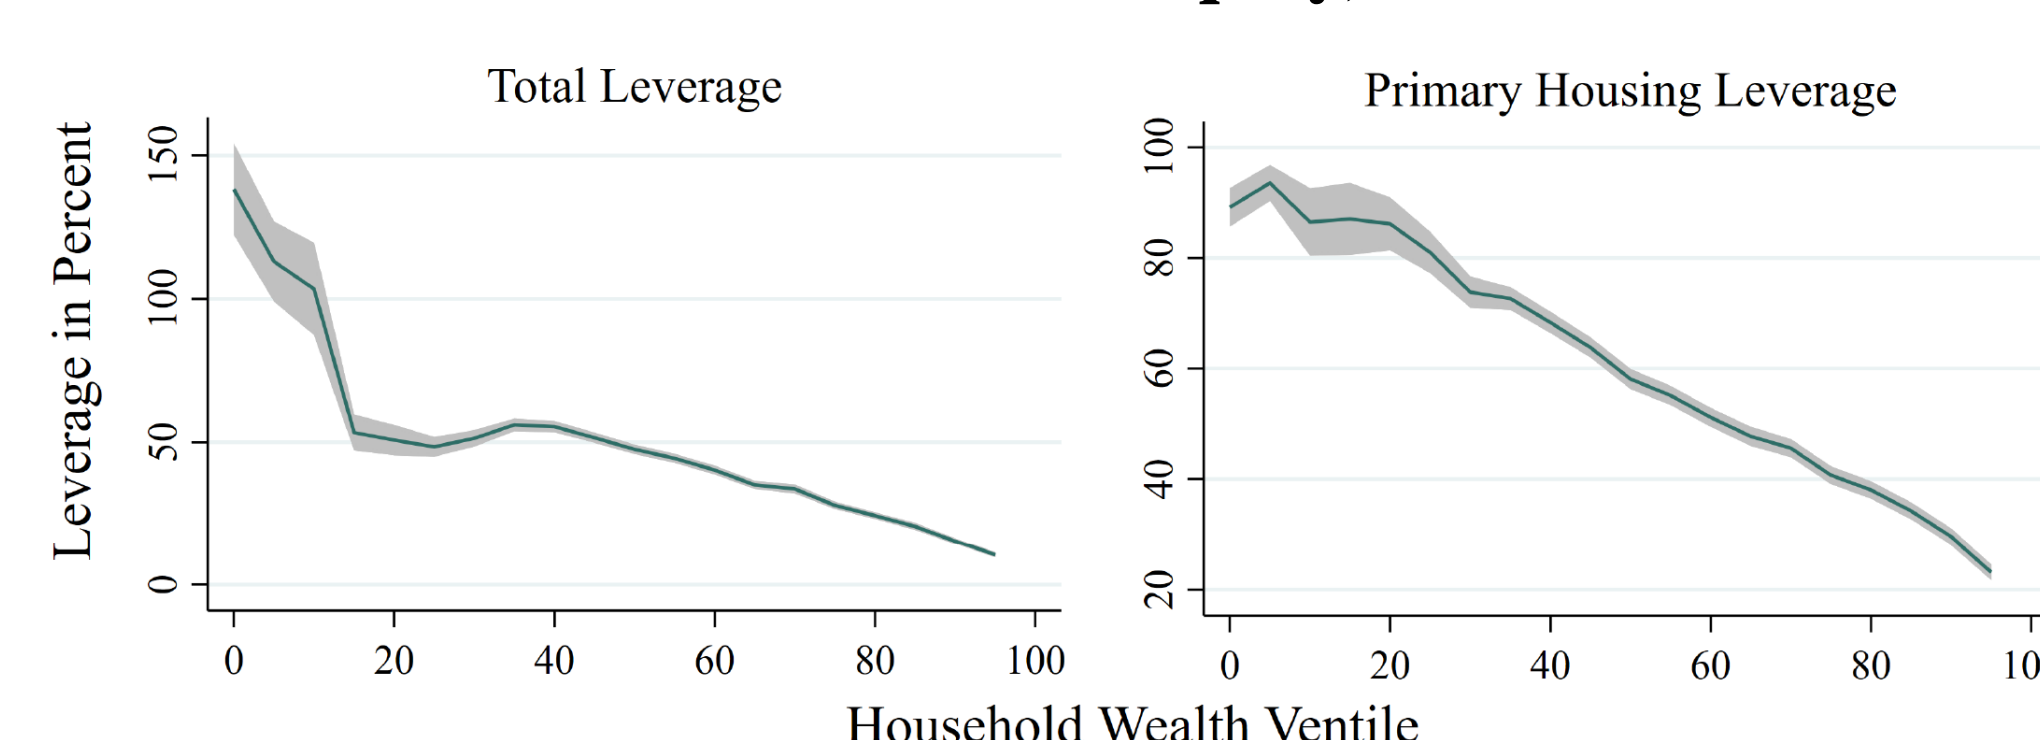 Total Leverage
Primary Housing Leverage
Leverage in Percent
150
100
50
0
0 20 40 60 80 100
100
80
60
40
20
0 20 40 60 80 10
Household Wealth Ventile